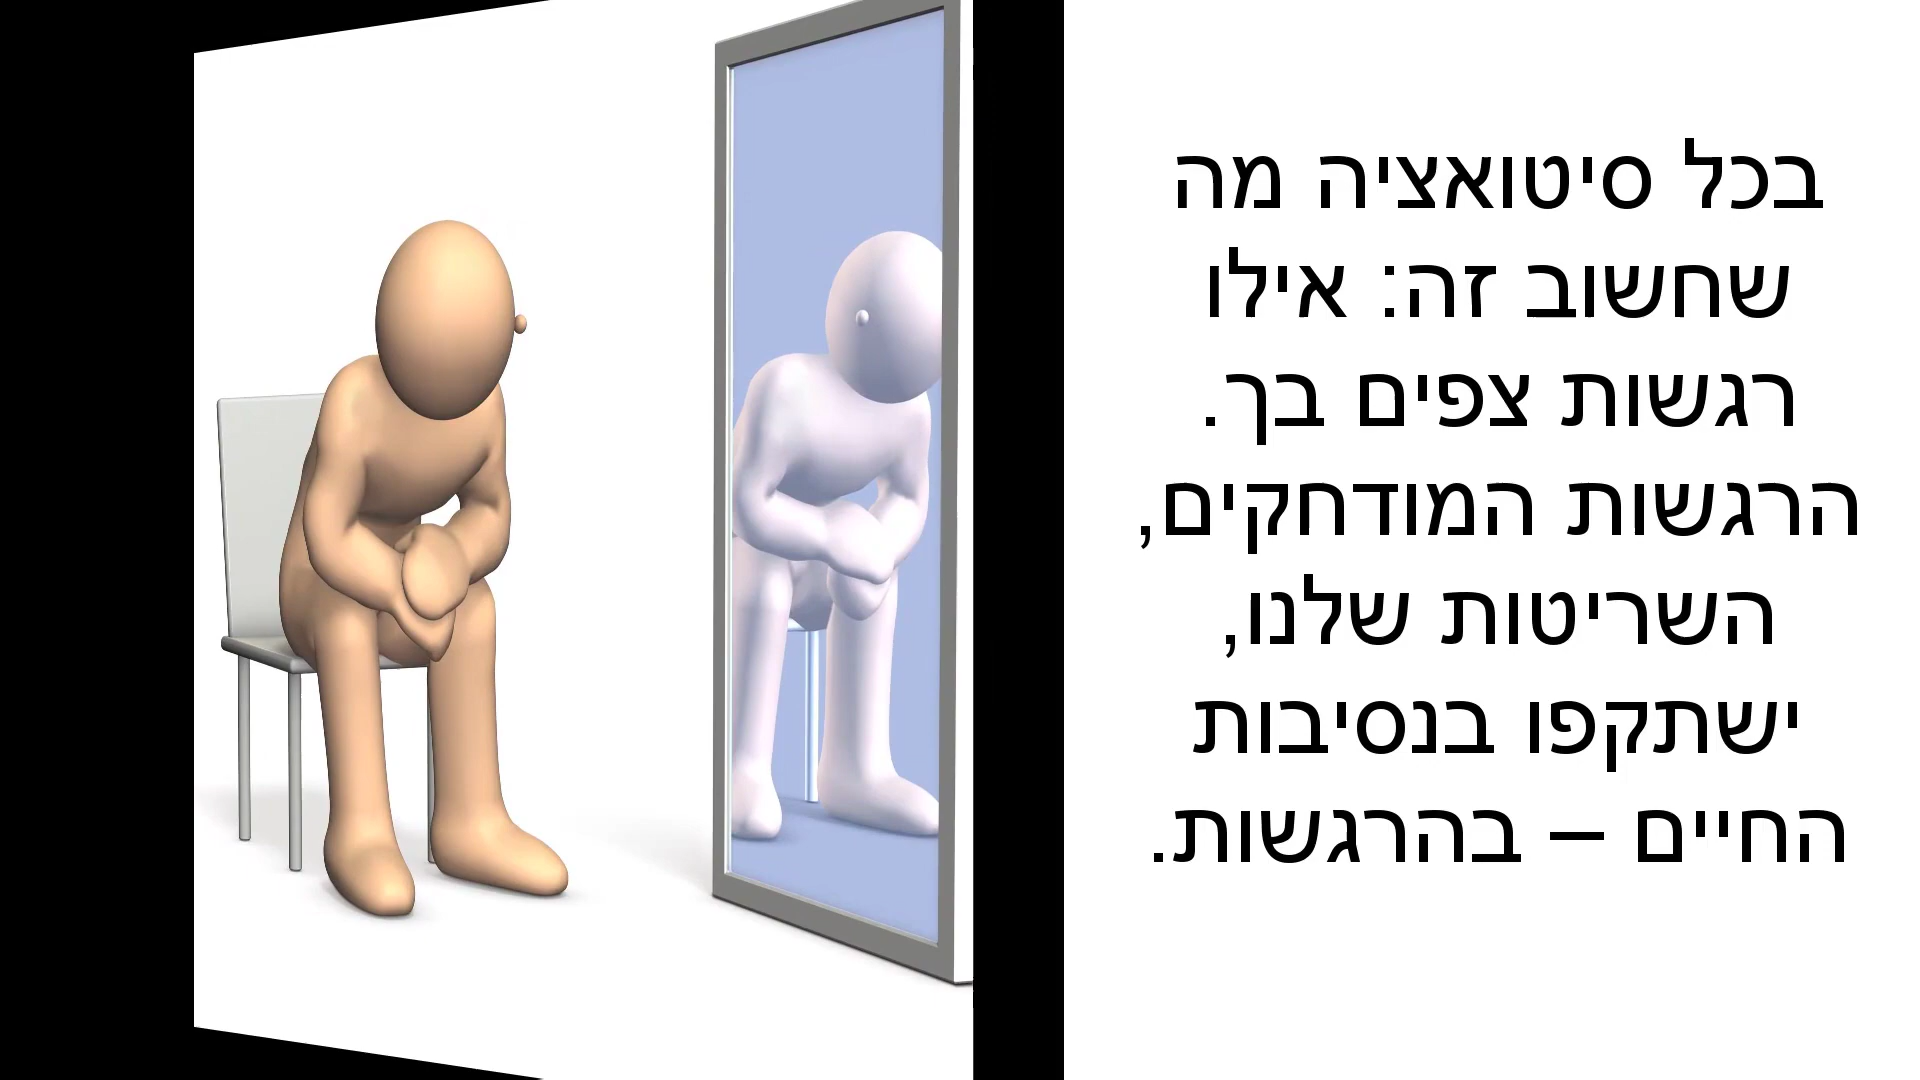 בכל סיטואציה מה
שחשוב זה: אילו
רגשות צפים בך.
הרגשות המודחקים,
השריטות שלנו,
ישתקפו בנסיבות
החיים – בהרגשות.